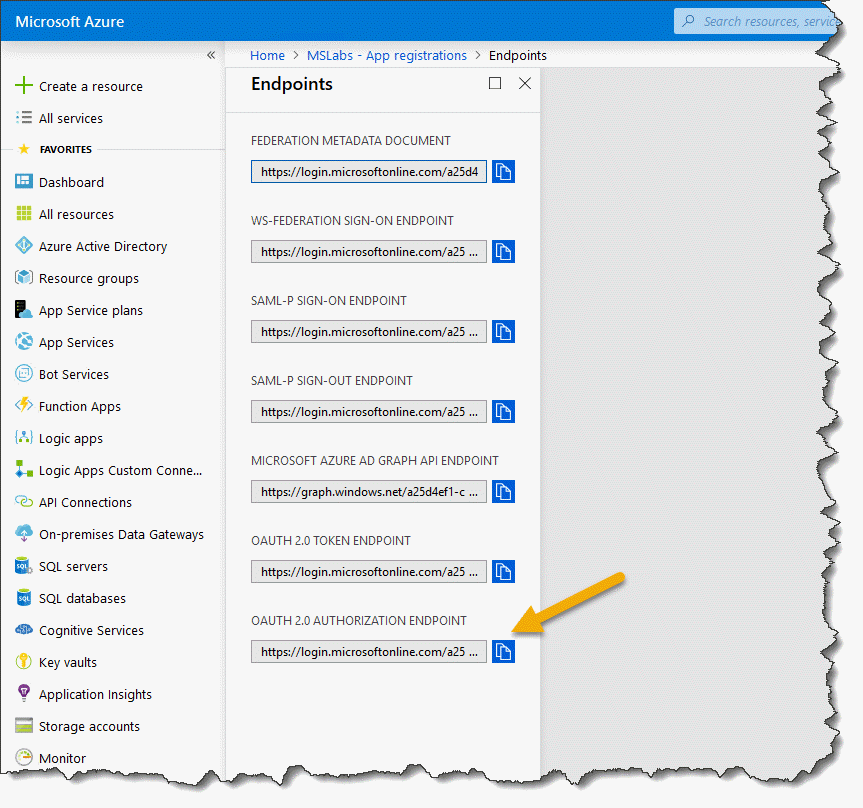 Microsoft Azure
Search resources, service
«
Home > MSLabs - App registrations > Endpoints
Create a resource
All services
FAVORITES
Dashboard
All resources
Azure Active Directory
Resource groups
App Service plans
App Services
Bot Services
Function Apps
Logic apps
Logic Apps Custom Conne...
API Connections
On-premises Data Gateways
SQL servers
SQL databases
Cognitive Services
Key vaults
Application Insights
Storage accounts
Monitor
Endpoints
FEDERATION METADATA DOCUMENT
https://login.microsoftonline.com/a25d4
WS-FEDERATION SIGN-ON ENDPOINT
https://login.microsoftonline.com/a25 ...
SAML-P SIGN-ON ENDPOINT
https://login.microsoftonline.com/a25 ...
SAML-P SIGN-OUT ENDPOINT
https://login.microsoftonline.com/a25 ...
MICROSOFT AZURE AD GRAPH API ENDPOINT
https://graph.windows.net/a25d4ef1-c ...
OAUTH 2.0 TOKEN ENDPOINT
https://login.microsoftonline.com/a25 ...
OAUTH 2.0 AUTHORIZATION ENDPOINT
https://login.microsoftonline.com/a25 ...